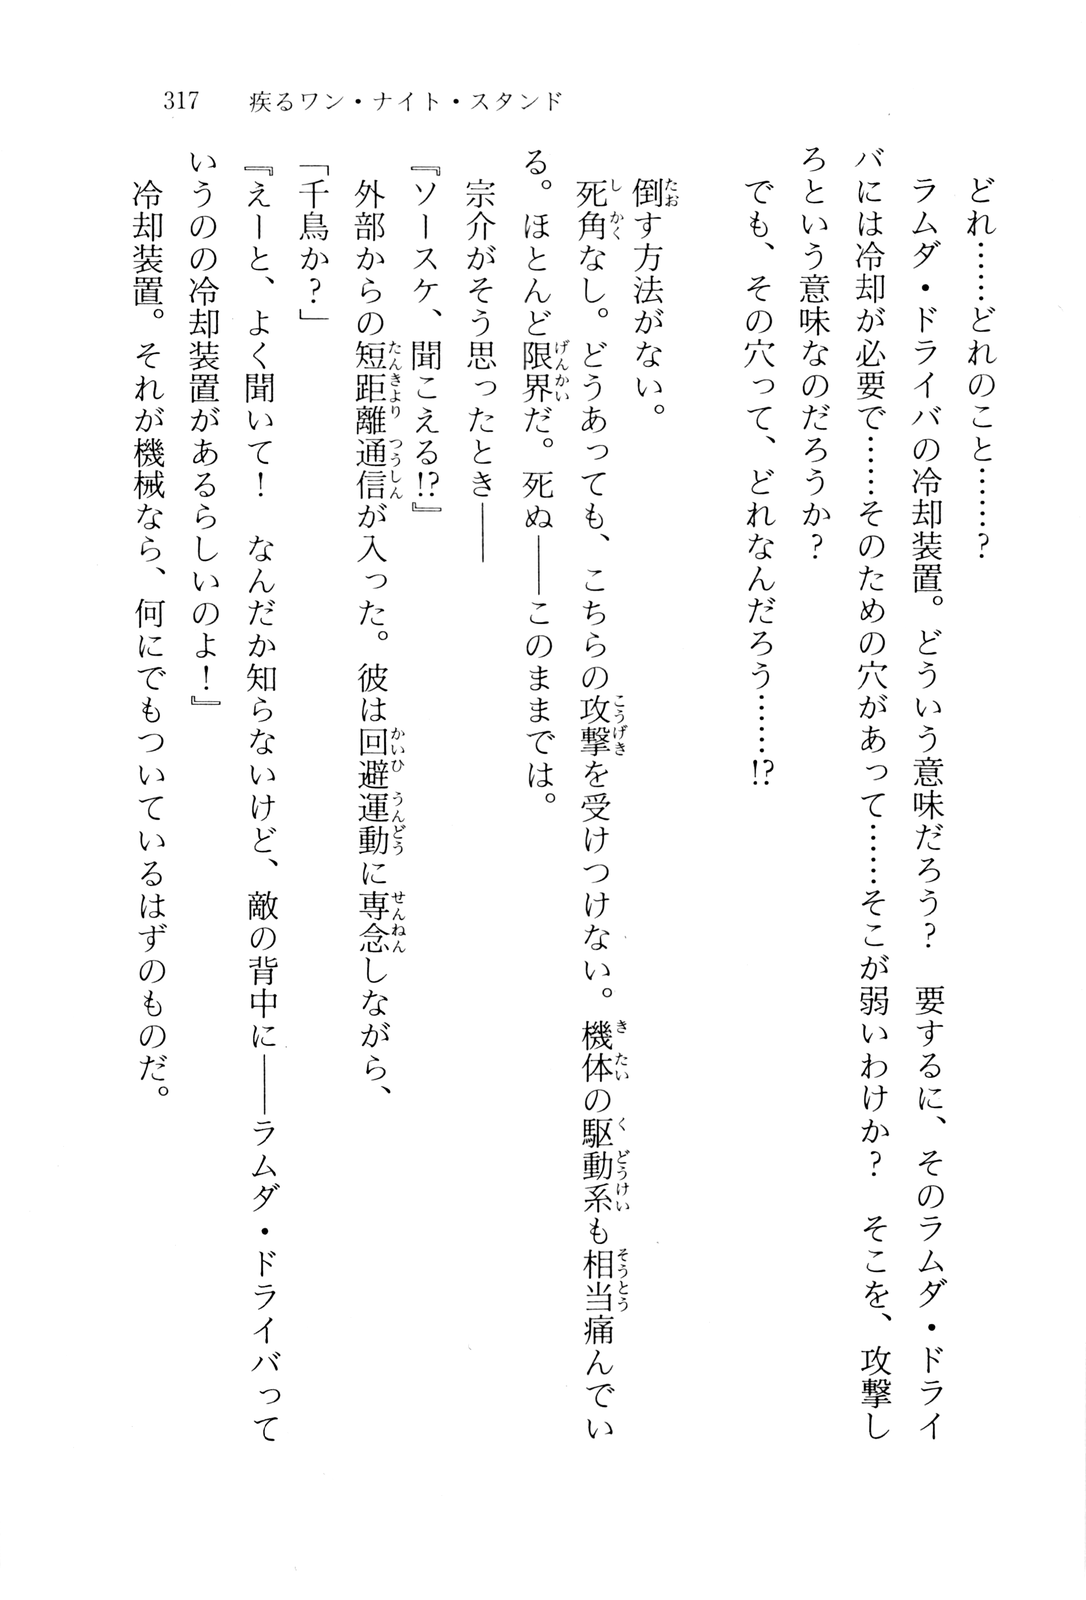 317　疾るワン・ナイト・スタンド
どれ……どれのこと……？
ラムダ・ドライバの冷却装置。どういう意味だろう？　要するに、そのラムダ・ドライ
バには冷却が必要で……そのための穴があって……そこが弱いわけか？　そこを、攻撃し
ろという意味なのだろうか？
でも、その穴って、どれなんだろう……!?
倒す方法がない。
死角なし。どうあっても、こちらの攻撃を受けつけない。機体の駆動系も相当痛んでい
る。ほとんど限界だ。死ぬ――このままでは。
宗介がそう思ったとき――
『ソースケ、聞こえる!?』
外部からの短距離通信が入った。彼は回避運動に専念しながら、
「千鳥か？」
『えーと、よく聞いて！　なんだか知らないけど、敵の背中に――ラムダ・ドライバって
いうのの冷却装置があるらしいのよ！』
冷却装置。それが機械なら、何にでもついているはずのものだ。